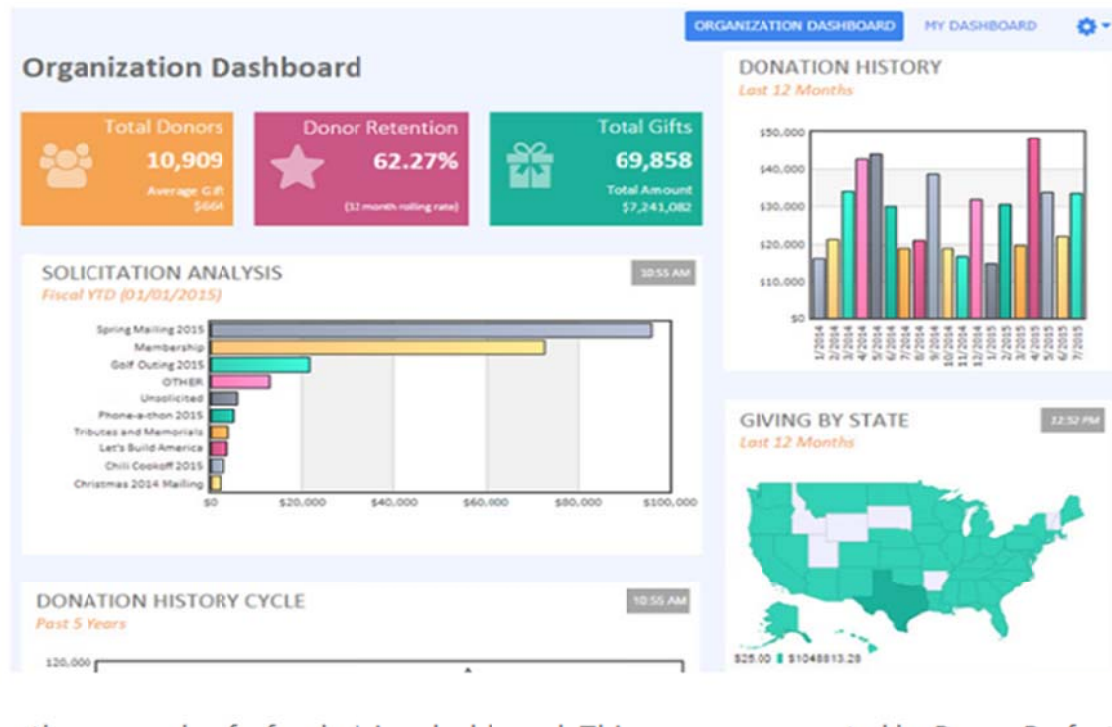 ORGANIZATION DASHBOARD MY DASHBOARD
Organization Dashboard
Total Donors
10,909
Average Gift
$664
Donor Retention
62.27%
(12 month rolling rate)
Total Gifts
69,858
Total Amount
$7,241,082
SOLICITATION ANALYSIS
10:55 AM
Fiscal YTD (01/01/2015)
Spring Mailing 2015
Membership
Golf Outing 2015
OTHER
Unsolicited
Phone-a-thon 2015
Tributes and Memorials
Let's Build America
Chili Cookoff 2015
Christmas 2014 Mailing
$0 $20,000 $40,000 $60,000 $80,000 $100,000
DONATION HISTORY CYCLE
10:55 AM
Past 5 Years
120,000
DONATION HISTORY
Last 12 Months
$50,000
$40,000
$30,000
$20,000
$10,000
$0
1/2014 2/2014 3/2014 4/2014 5/2014 6/2014 7/2014 8/2014 9/2014 10/2014 11/2014 12/2014 1/2015 2/2015 3/2015 4/2015 5/2015 6/2015 7/2015
GIVING BY STATE
12:52 PM
Last 12 Months
$25.00 $1048813.28